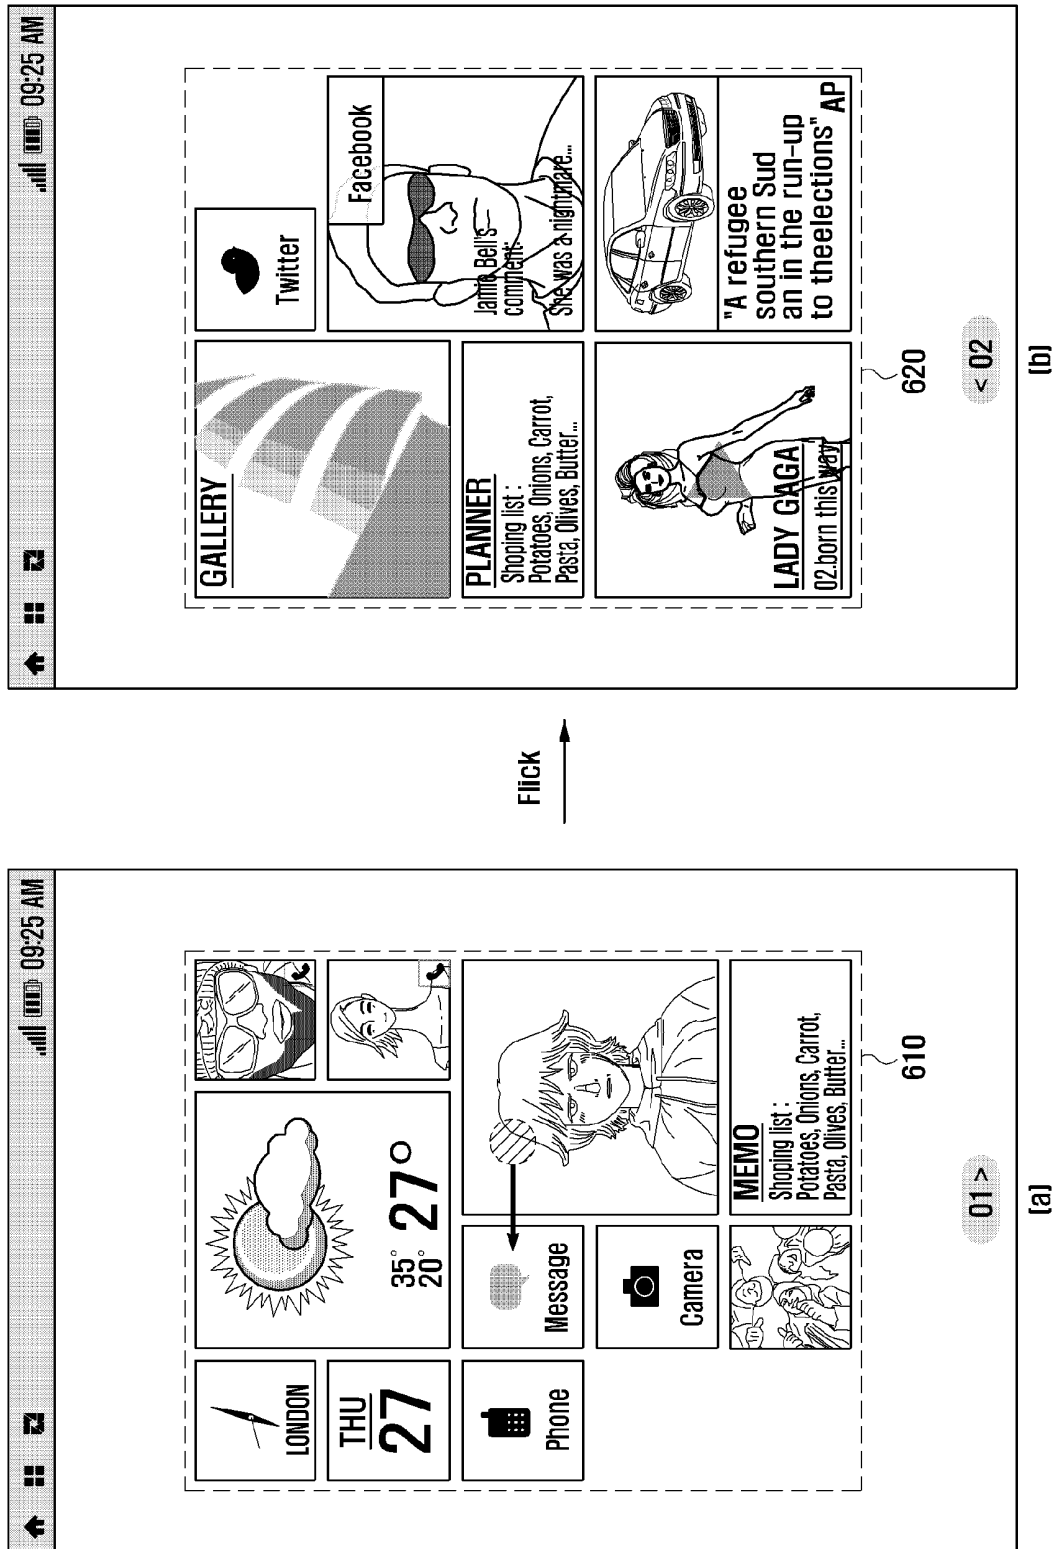 09:25 AM
LONDON
THU
27
35°
20°
27°
Phone
Message
Camera
MEMO
Shoping list :
Potatoes, Onions, Carrot,
Pasta, Olives, Butter...
610
01 >
(a)
Flick
09:25 AM
GALLERY
Twitter
Facebook
Jamie Bell's
comment:
She was a nightmare...
PLANNER
Shoping list :
Potatoes, Onions, Carrot,
Pasta, Olives, Butter...
LADY GAGA
02.born this way
"A refugee
southern Sud
an in the run-up
to theelections" AP
620
< 02
(b)